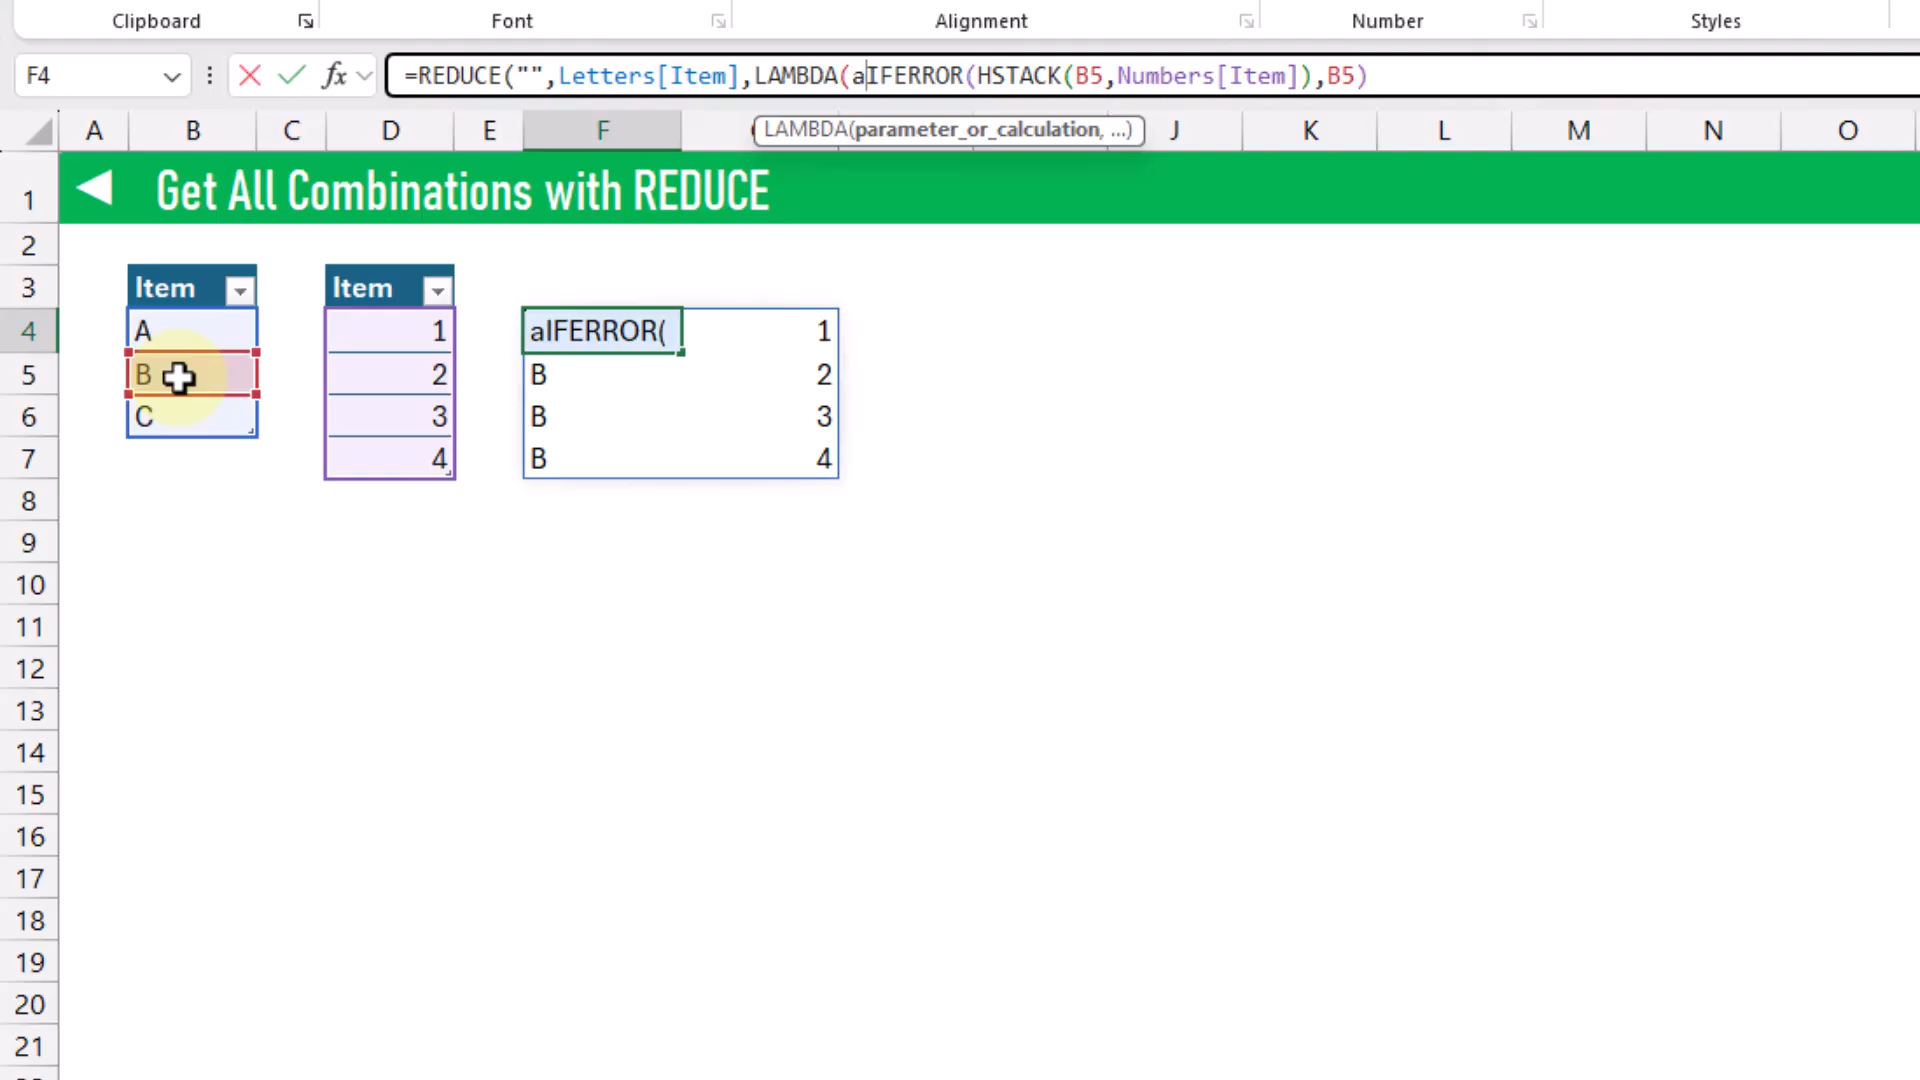 Clipboard Font Alignment Number Styles
F4 fx =REDUCE("",Letters[Item],LAMBDA(aIFERROR(HSTACK(B5,Numbers[Item]),B5)
A B C D E F J K L M N O
LAMBDA(parameter_or_calculation, ...)
1 Get All Combinations with REDUCE
2
3 Item Item
4 A 1 aIFERROR( 1
5 B 2 B 2
6 C 3 B 3
7 4 B 4
8
9
10
11
12
13
14
15
16
17
18
19
20
21